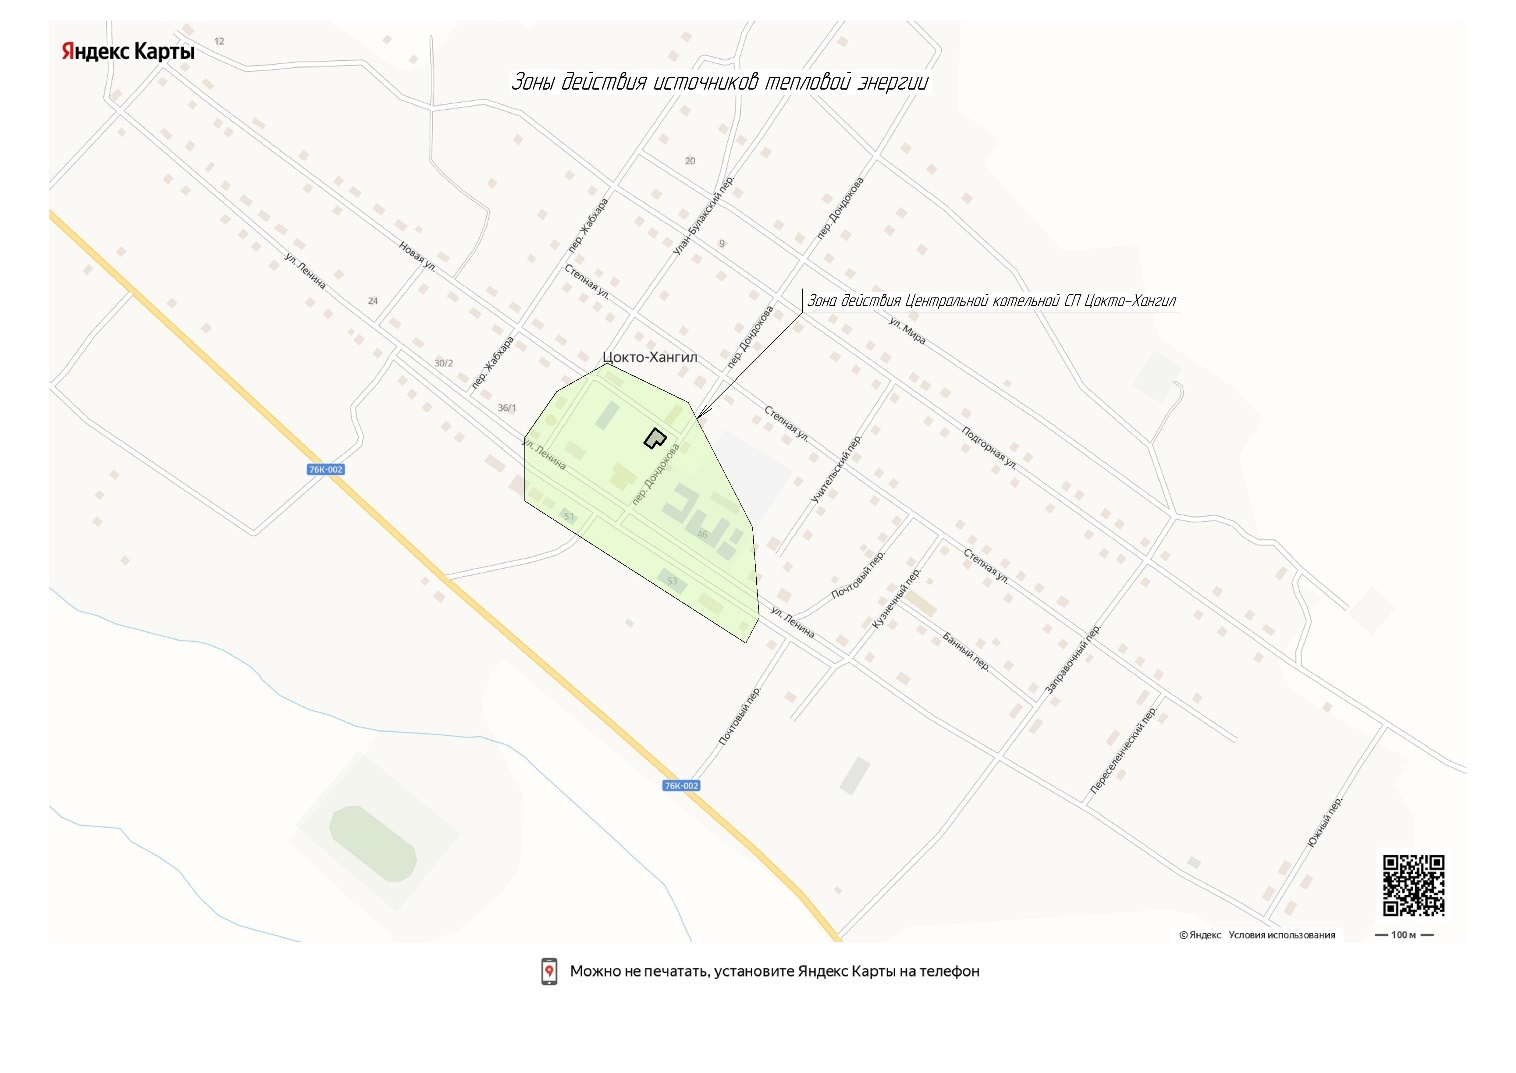 12
Яндекс Карты
Зоны действия источников тепловой энергии
20
Улан-Булакский пер.
пер. Дондокова
пер. Жабхара
9
Новая ул.
ул. Ленина
Степная ул.
24
Зона действия Центральной котельной СП Цокто-Хангил
пер. Дондокова
ул. Мира
Цокто-Хангил
30/2
пер. Жабхара
36/1
Степная ул.
Подгорная ул.
ул. Ленина
76К-002
пер. Дондокова
Учительский пер.
51
46
Степная ул.
53
Почтовый пер.
Кузнечный пер.
ул. Ленина
Банный пер.
Заправочный пер.
Почтовый пер.
Переселенческий пер.
76К-002
Южный пер.
© Яндекс Условия использования
100 м
Можно не печатать, установите Яндекс Карты на телефон